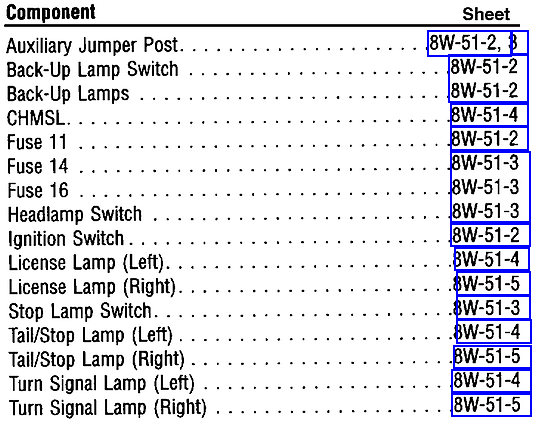 Component Sheet
Auxiliary Jumper Post. . . . . . . . . . . . . . . . . . . . . . 8W-51-2, 3
Back-Up Lamp Switch . . . . . . . . . . . . . . . . . . . . . . 8W-51-2
Back-Up Lamps . . . . . . . . . . . . . . . . . . . . . . . . . . 8W-51-2
CHMSL. . . . . . . . . . . . . . . . . . . . . . . . . . . . . . . 8W-51-4
Fuse 11 . . . . . . . . . . . . . . . . . . . . . . . . . . . . . . 8W-51-2
Fuse 14 . . . . . . . . . . . . . . . . . . . . . . . . . . . . . . 8W-51-3
Fuse 16 . . . . . . . . . . . . . . . . . . . . . . . . . . . . . . 8W-51-3
Headlamp Switch . . . . . . . . . . . . . . . . . . . . . . . . . 8W-51-3
Ignition Switch . . . . . . . . . . . . . . . . . . . . . . . . . . 8W-51-2
License Lamp (Left). . . . . . . . . . . . . . . . . . . . . . . 8W-51-4
License Lamp (Right). . . . . . . . . . . . . . . . . . . . . . 8W-51-5
Stop Lamp Switch. . . . . . . . . . . . . . . . . . . . . . . . 8W-51-3
Tail/Stop Lamp (Left) . . . . . . . . . . . . . . . . . . . . . . 8W-51-4
Tail/Stop Lamp (Right) . . . . . . . . . . . . . . . . . . . . . 8W-51-5
Turn Signal Lamp (Left) . . . . . . . . . . . . . . . . . . . . 8W-51-4
Turn Signal Lamp (Right) . . . . . . . . . . . . . . . . . . . 8W-51-5